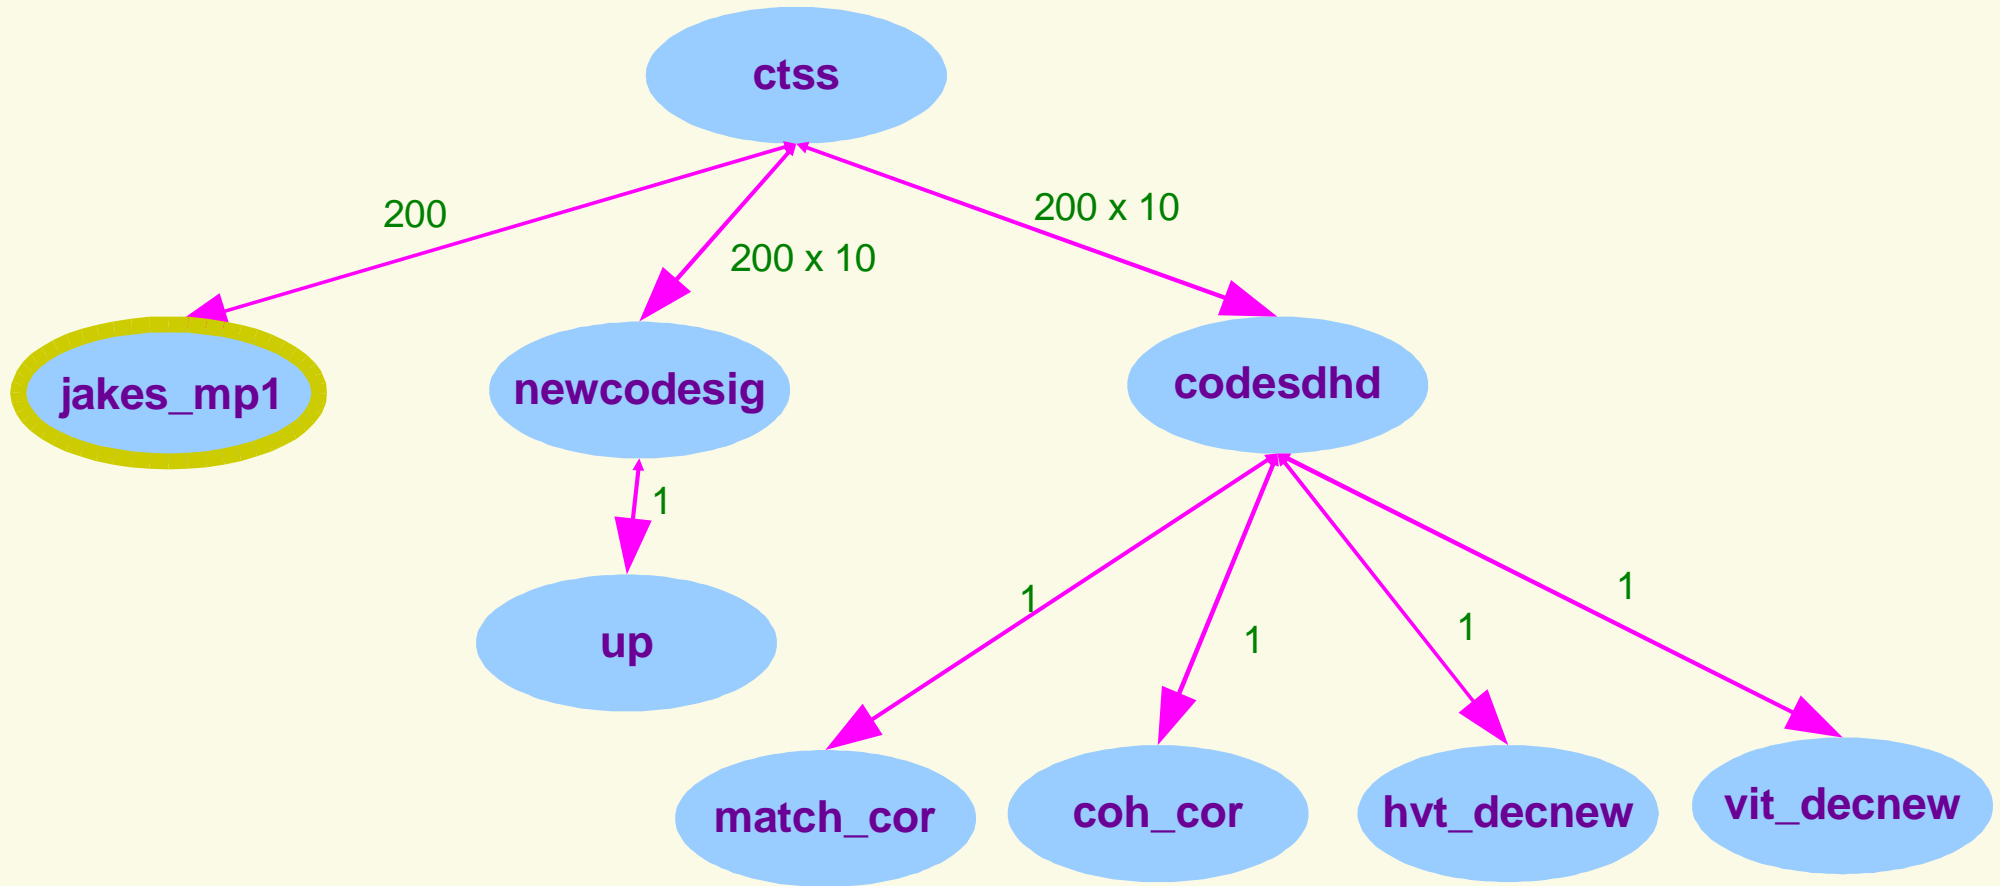 ctss
200
200 x 10
200 x 10
jakes_mp1
newcodesig
codesdhd
1
up
1
1
1
1
match_cor
coh_cor
hvt_decnew
vit_decnew